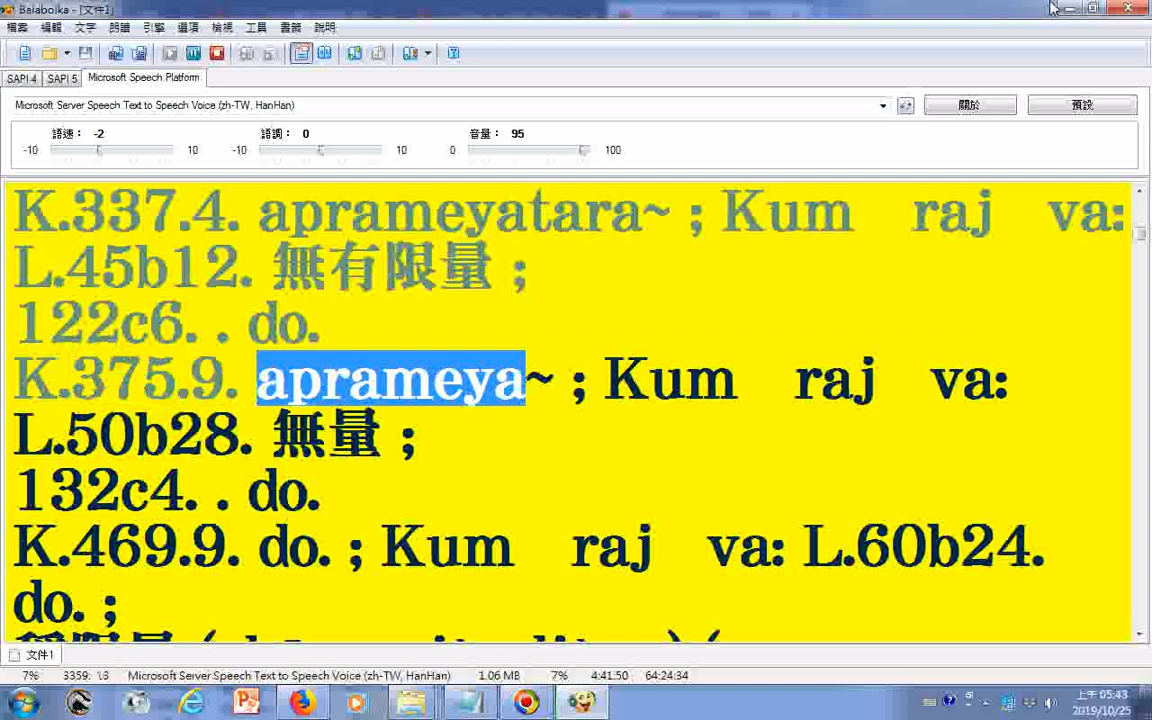 Balabolka - [文件1]
檔案 編輯 文字 朗讀 引擎 選項 檢視 工具 書籤 說明
SAPI 4 SAPI 5 Microsoft Speech Platform
Microsoft Server Speech Text to Speech Voice (zh-TW, HanHan) 關於 預設
語速： -2 語調： 0 音量： 95
-10 10 -10 10 0 100
K.337.4. aprameyatara~ ; Kum raj va:
L.45b12. 無有限量 ;
122c6. . do.
K.375.9. aprameya~ ; Kum raj va:
L.50b28. 無量 ;
132c4. . do.
K.469.9. do. ; Kum raj va: L.60b24.
do. ;
文件1
7% 3359: 13 Microsoft Server Speech Text to Speech Voice (zh-TW, HanHan) 1.06 MB 7% 4:41.50 64:24:34
上午 05:43
2019/10/25